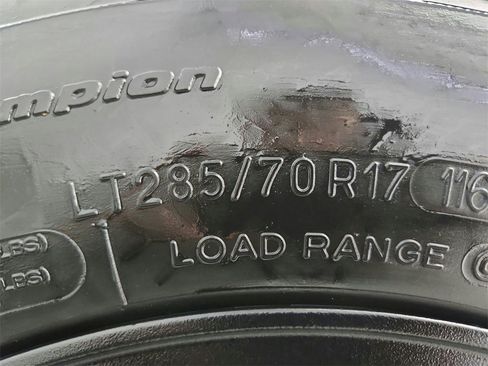 mpion
LT285/70R17 116
LOAD RANGE C
LBS)
LBS)